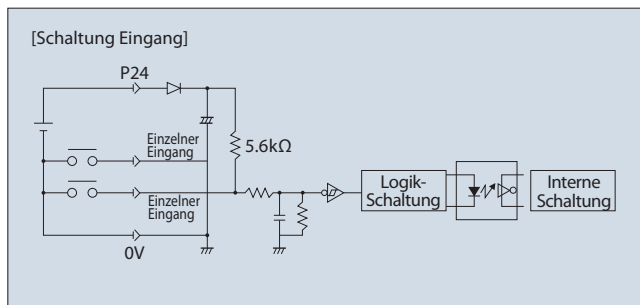 [Schaltung Eingang]
P24
Einzelner
Eingang
5.6kΩ
Einzelner
Eingang
0V
Logik-
Schaltung
Interne
Schaltung